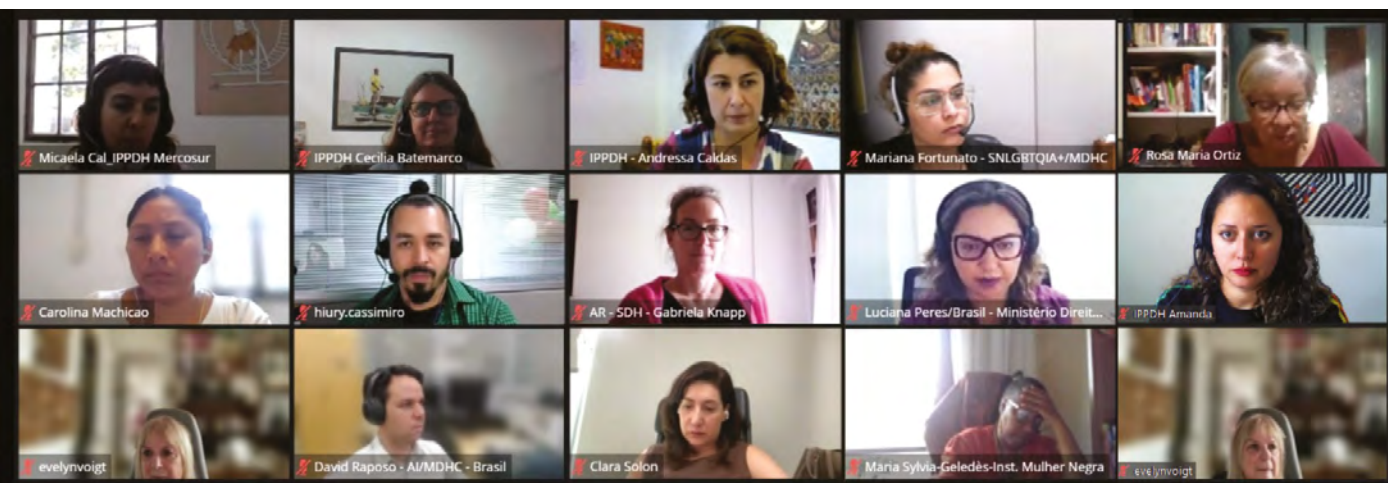 Micaela Cal_IPPDH Mercosur
IPPDH Cecilia Batemarco
IPPDH - Andressa Caldas
Mariana Fortunato - SNLGBTQIA+/MDHC
Rosa Maria Ortiz
Carolina Machicao
hiury.cassimiro
AR - SDH - Gabriela Knapp
Luciana Peres/Brasil - Ministério Direit...
IPPDH Amanda
evelynvoigt
David Raposo - AI/MDHC - Brasil
Clara Solon
Maria Sylvia-Geledès-Inst. Mulher Negra
evelynvoigt